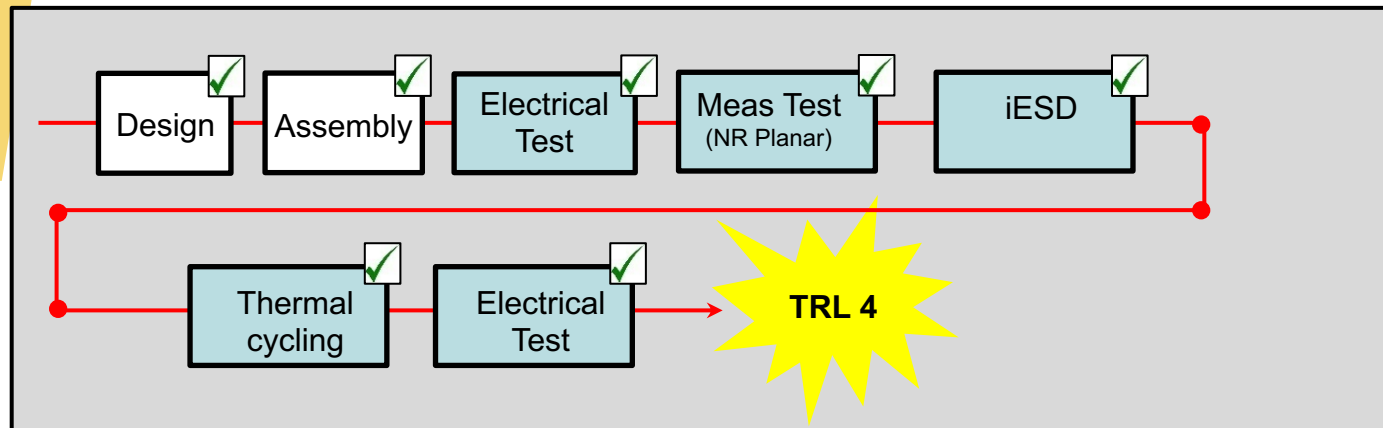 Design
Assembly
Electrical
Test
Meas Test
(NR Planar)
iESD
Thermal
cycling
Electrical
Test
TRL 4